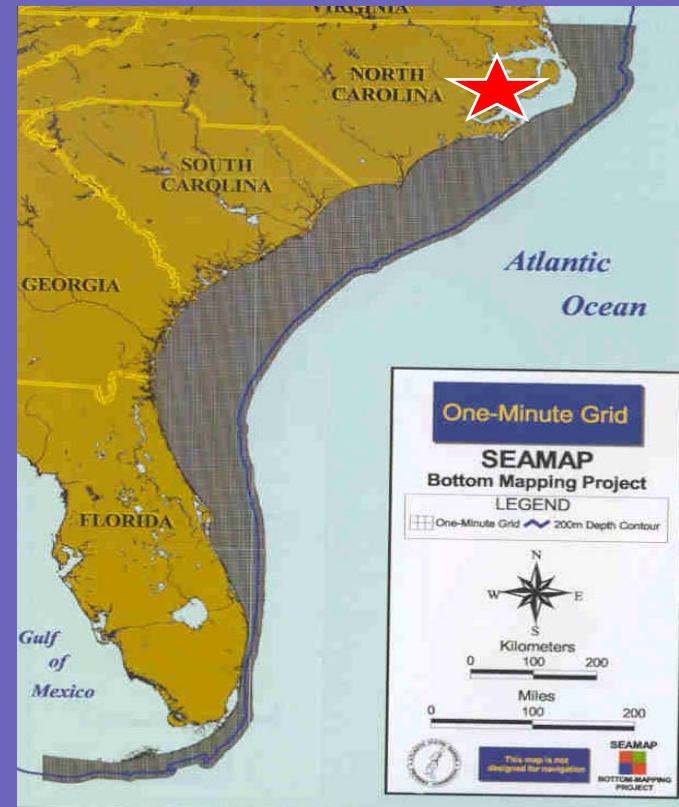 VIRGINIA
NORTH
CAROLINA
SOUTH
CAROLINA
GEORGIA
Atlantic
Ocean
FLORIDA
Gulf
of
Mexico
One-Minute Grid
SEAMAP
Bottom Mapping Project
LEGEND
One-Minute Grid 200m Depth Contour
N
W E
S
Kilometers
0 100 200
Miles
0 100 200
This map is not
designed for navigation
SEAMAP
BOTTOM-MAPPING
PROJECT